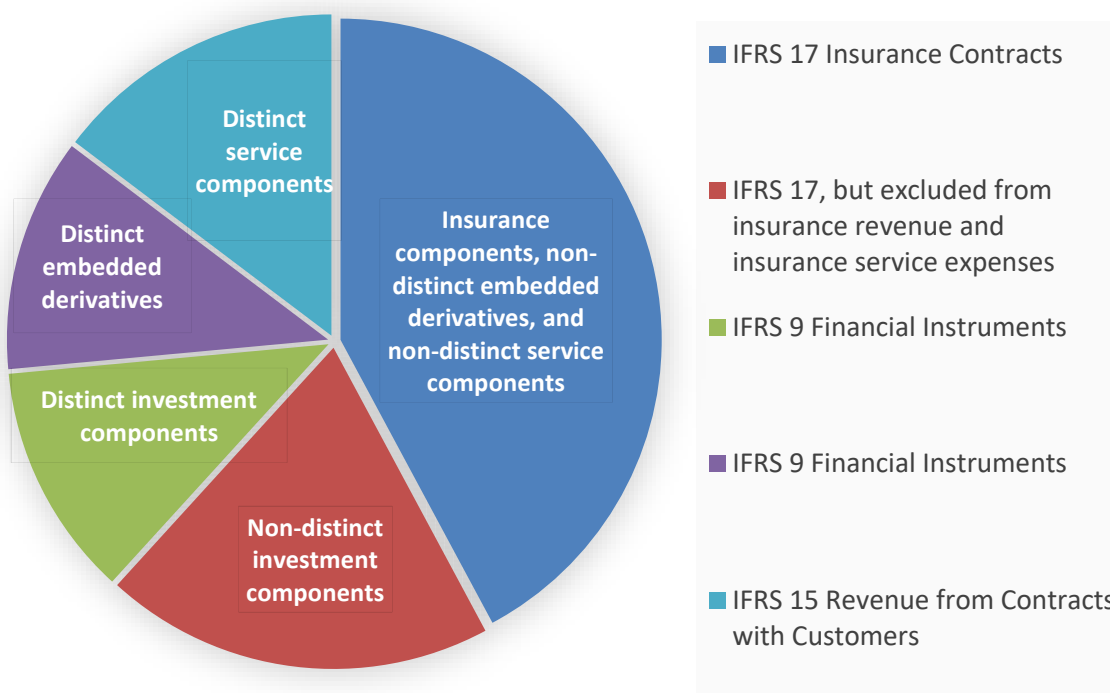 Distinct
service
components
Distinct
embedded
derivatives
Distinct investment
components
Non-distinct
investment
components
Insurance
components, non-
distinct embedded
derivatives, and
non-distinct service
components
IFRS 17 Insurance Contracts
IFRS 17, but excluded from
insurance revenue and
insurance service expenses
IFRS 9 Financial Instruments
IFRS 9 Financial Instruments
IFRS 15 Revenue from Contracts
with Customers